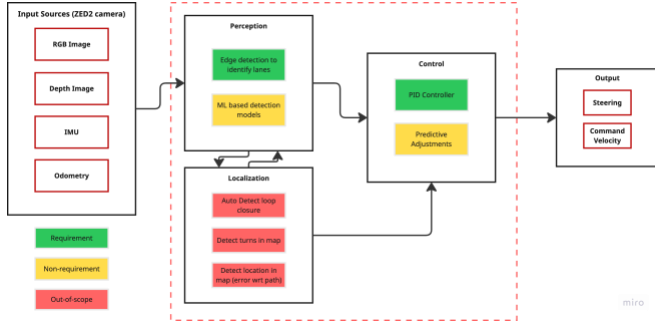 Input Sources (ZED2 camera)
RGB Image
Depth Image
IMU
Odometry
Requirement
Non-requirement
Out-of-scope
Perception
Edge detection to
identify lanes
ML based detection
models
Localization
Auto Detect loop
closure
Detect turns in map
Detect location in
map (error wrt path)
Control
PID Controller
Predictive
Adjustments
Output
Steering
Command
Velocity
miro